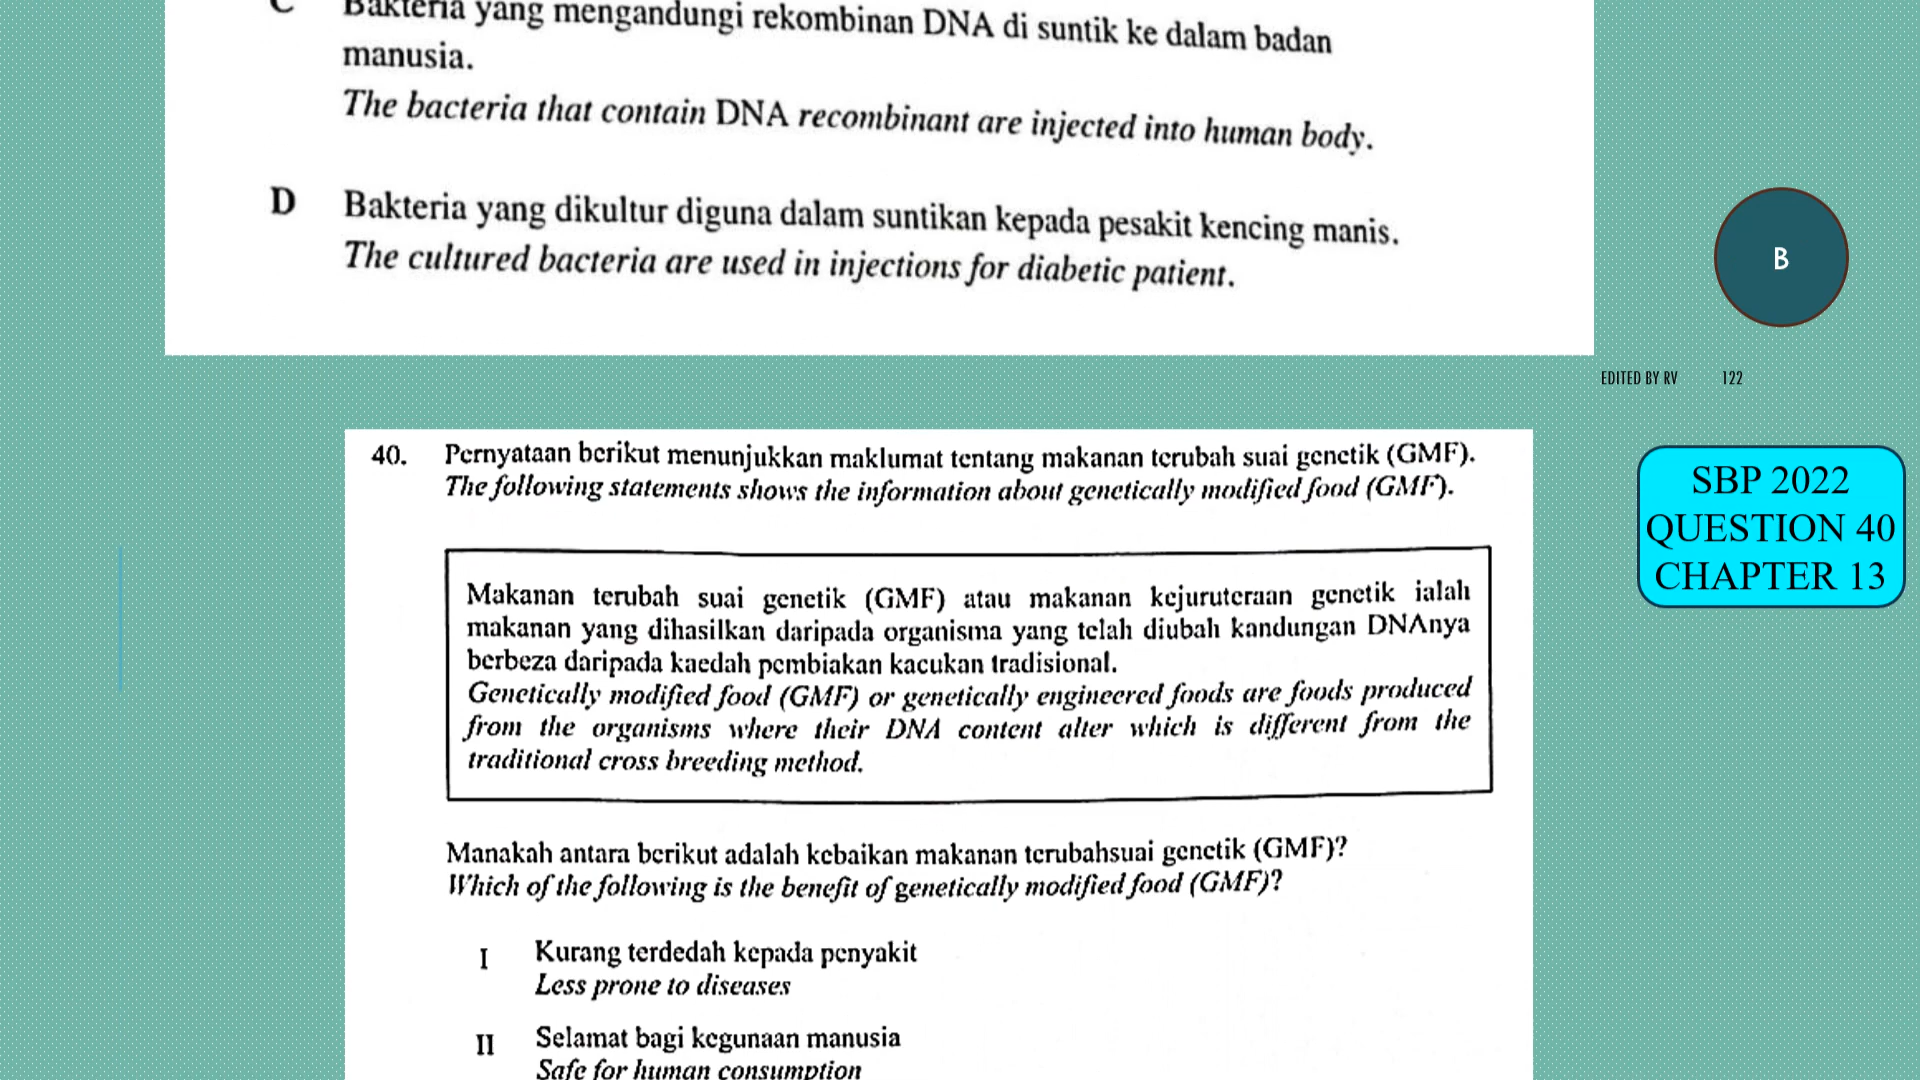 C Bakteria yang mengandungi rekombinan DNA di suntik ke dalam badan
manusia.
The bacteria that contain DNA recombinant are injected into human body.
D Bakteria yang dikultur diguna dalam suntikan kepada pesakit kencing manis.
The cultured bacteria are used in injections for diabetic patient.
B
EDITED BY RV 122
40. Pernyataan berikut menunjukkan maklumat tentang makanan terubah suai genetik (GMF).
The following statements shows the information about genetically modified food (GMF).
SBP 2022
QUESTION 40
CHAPTER 13
Makanan terubah suai genetik (GMF) atau makanan kejuruteraan genetik ialah
makanan yang dihasilkan daripada organisma yang telah diubah kandungan DNAnya
berbeza daripada kaedah pembiakan kacukan tradisional.
Genetically modified food (GMF) or genetically engineered foods are foods produced
from the organisms where their DNA content alter which is different from the
traditional cross breeding method.
Manakah antara berikut adalah kebaikan makanan terubahsuai genetik (GMF)?
Which of the following is the benefit of genetically modified food (GMF)?
I Kurang terdedah kepada penyakit
Less prone to diseases
II Selamat bagi kegunaan manusia
Safe for human consumption